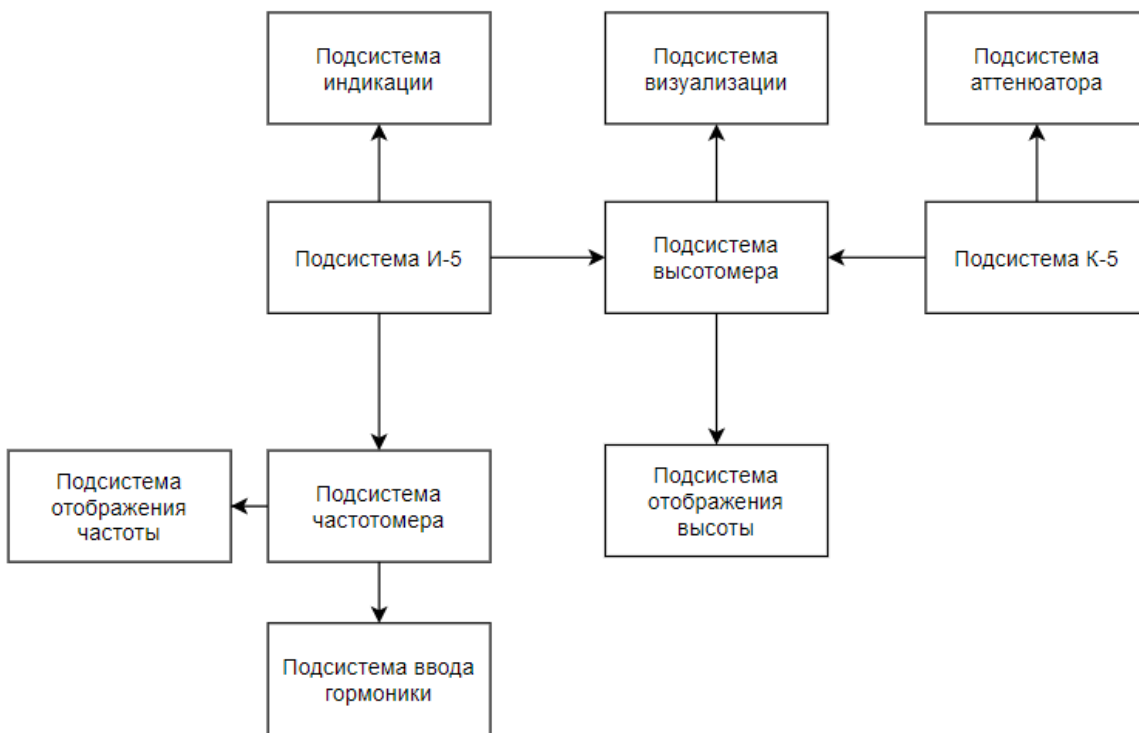 Подсистема
индикации
Подсистема
визуализации
Подсистема
аттенюатора
Подсистема И-5
Подсистема
высотомера
Подсистема К-5
Подсистема
отображения
частоты
Подсистема
частотомера
Подсистема
отображения
высоты
Подсистема ввода
гормоники